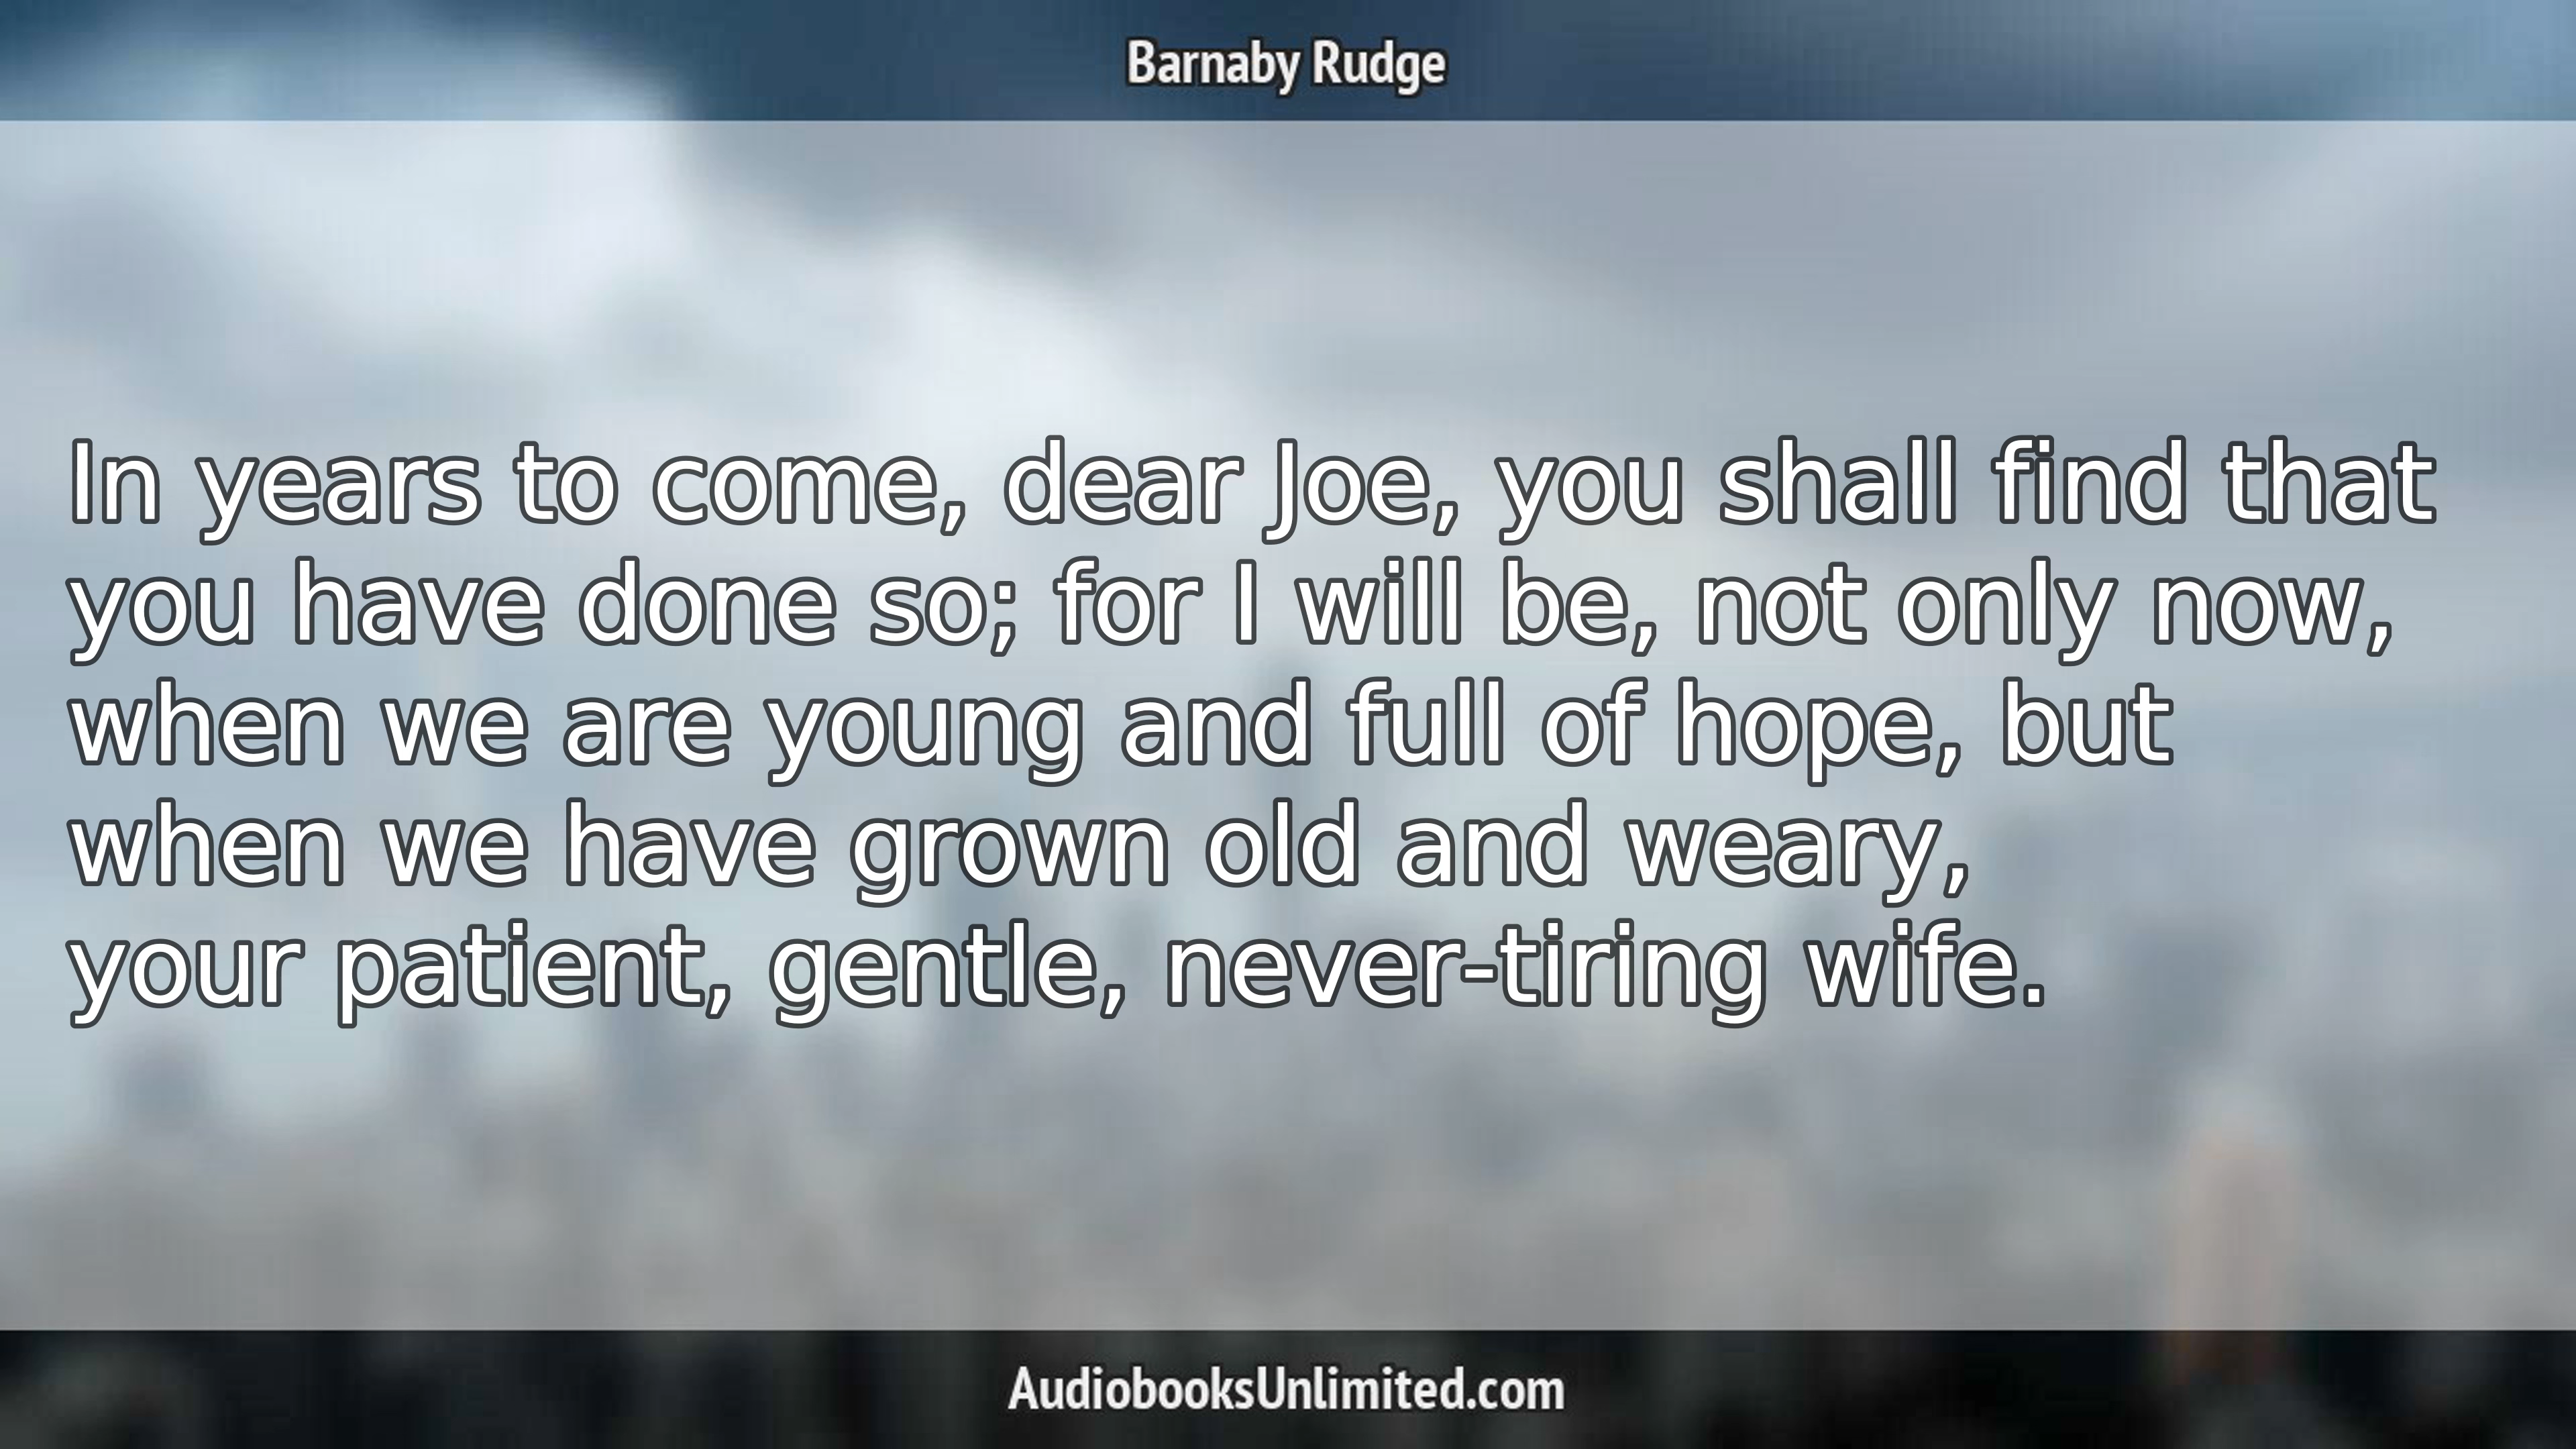 Barnaby Rudge
In years to come, dear Joe, you shall find that
you have done so; for I will be, not only now,
when we are young and full of hope, but
when we have grown old and weary,
your patient, gentle, never-tiring wife.
AudiobooksUnlimited.com